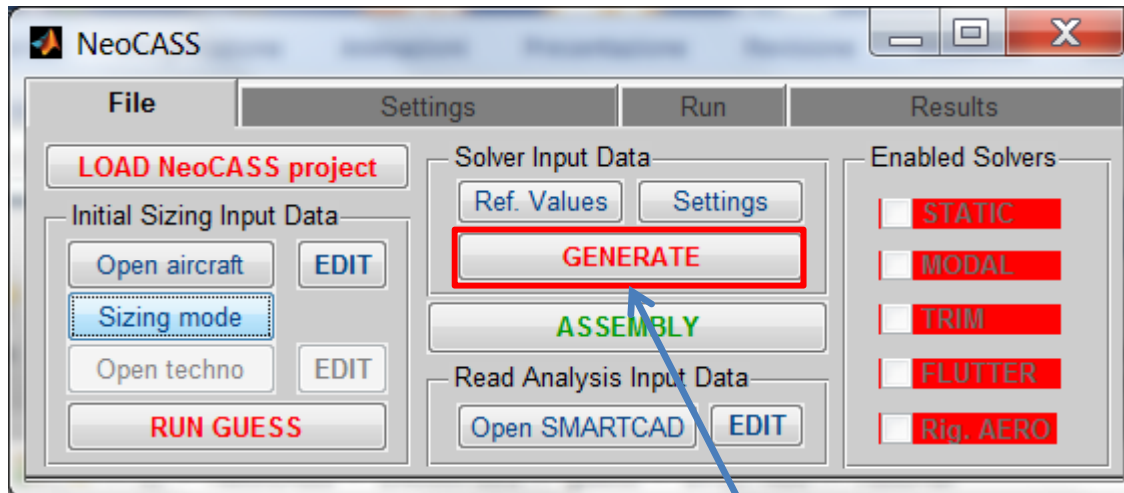 NeoCASS
File
Settings
Run
Results
LOAD NeoCASS project
Initial Sizing Input Data
Open aircraft
EDIT
Sizing mode
Open techno
EDIT
RUN GUESS
Solver Input Data
Ref. Values
Settings
GENERATE
ASSEMBLY
Read Analysis Input Data
Open SMARTCAD
EDIT
Enabled Solvers
STATIC
MODAL
TRIM
FLUTTER
Rig. AERO